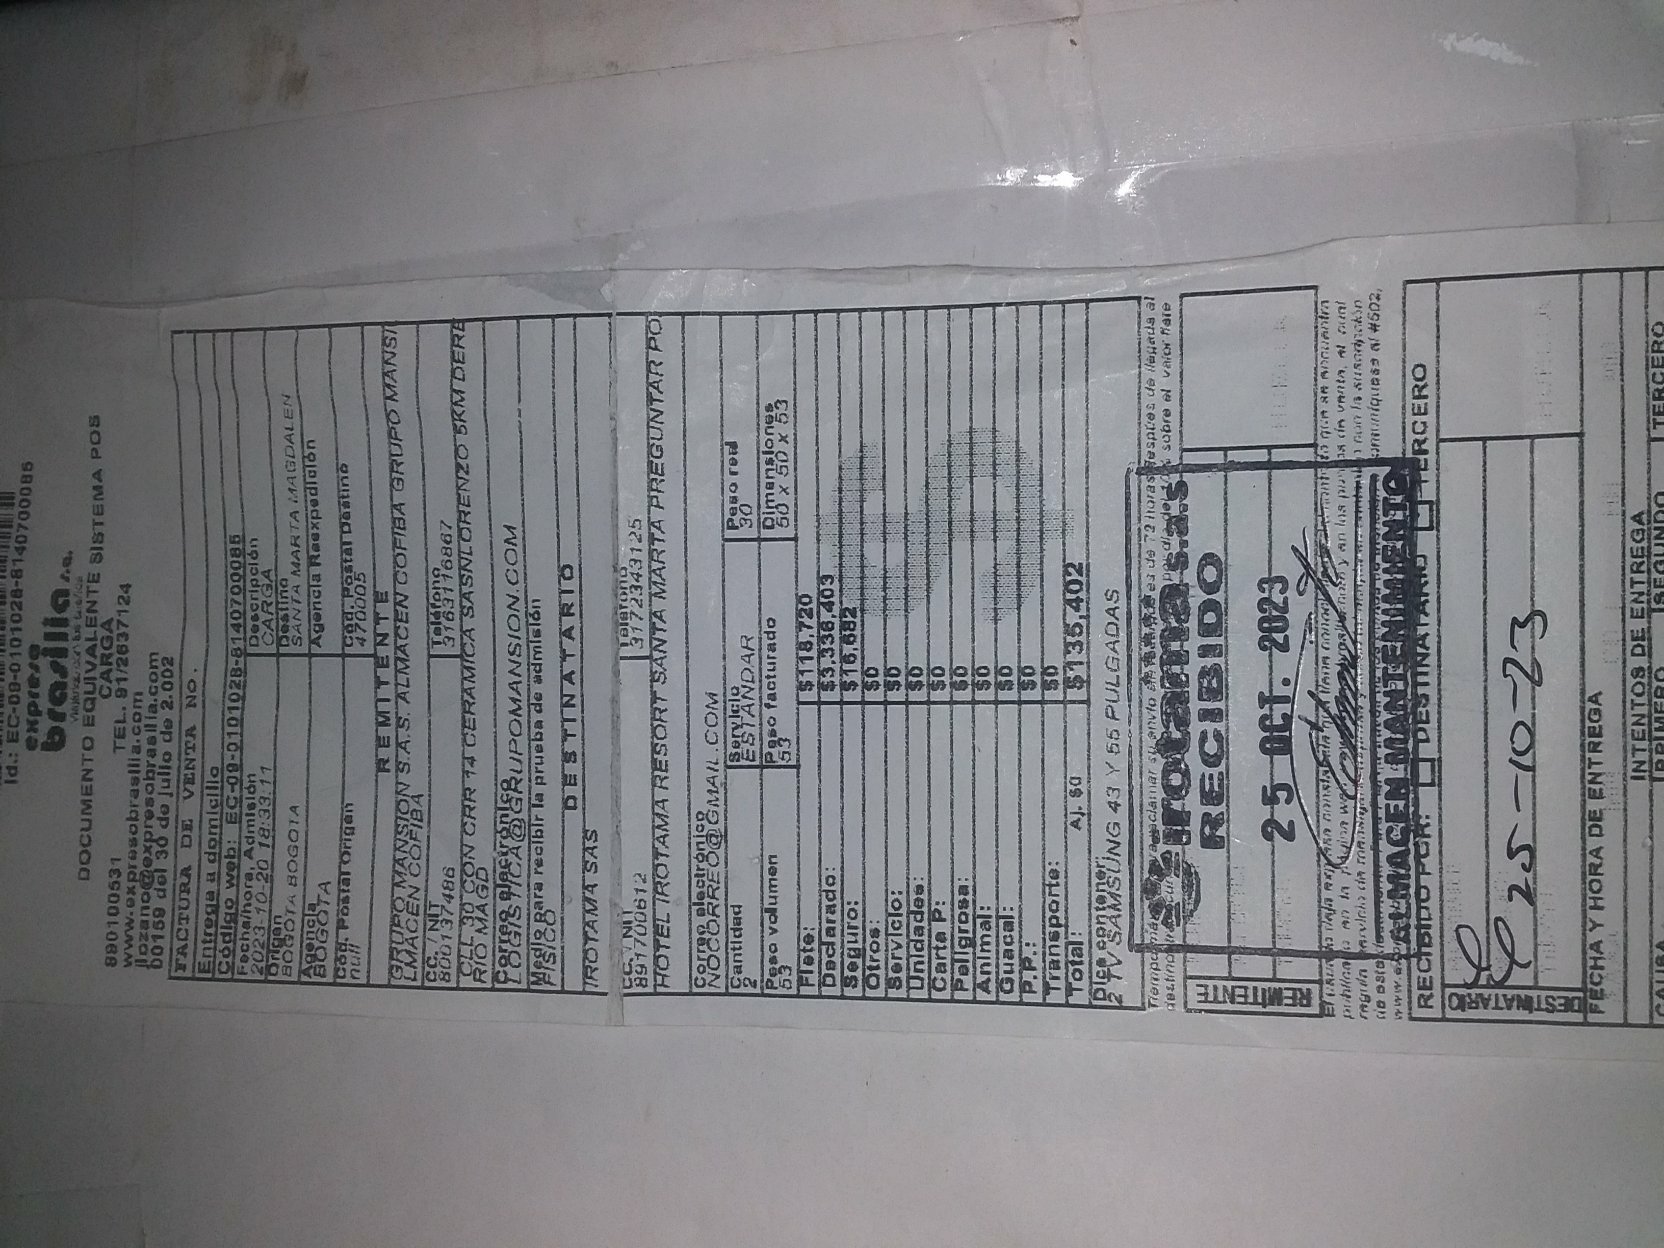 Id.: EC-09-0101028-8140700085
expreso
brasilia s.a.
DOCUMENTO EQUIVALENTE SISTEMA POS
CARGA
890100531 TEL. 91/2637124
www.expresobrasilia.com
llozano@expresobrasilia.com
00159 del 30 de julio de 2.002
FACTURA DE VENTA No.
Entrega a domicilio
Código web: EC-09-0101028-8140700085
Fecha/hora Admisión Descripción
2023-10-20 18:33:11 CARGA
Origen Destino
BOGOTA BOGOTA SANTA MARTA MAGDALEN
Agencia Agencia Reexpedición
BOGOTA
Cód. Postal Origen Cód. Postal Destino
null 470005
REMITENTE
GRUPO MANSION S.A.S. ALMACEN COFIBA GRUPO MANSI
LMACEN COFIBA
CC. / NIT Teléfono
800137486 3163116867
CLL 30 CON CRR 14 CERAMICA SASNLORENZO 5KM DERE
RIO MAGD
Correo electrónico
LOGISTICA@GRUPOMANSION.COM
Medio para recibir la prueba de admisión
FISICO
DESTINATARIO
IROTAMA SAS
CC. / NIT Teléfono
891700612 3172343125
HOTEL IROTAMA RESORT SANTA MARTA PREGUNTAR PO
Correo electrónico
NOCORREO@GMAIL.COM
Cantidad Servicio Peso real
2 ESTANDAR 30
Peso volumen Peso facturado Dimensiones
53 53 50 x 50 x 53
Flete: $118,720
Declarado: $3,336,403
Seguro: $16,682
Otros: $0
Servicio: $0
Unidades: $0
Carta P: $0
Peligrosa: $0
Animal: $0
Guacal: $0
P.P.: $0
Transporte: $0
Total: Aj. $0 $135,402
Dice contener:
2 TV SAMSUNG 43 Y 55 PULGADAS
irotama s.a.s
RECIBIDO
25 OCT. 2023
ALMACEN MANTENIMIENTO
REMITENTE
RECIBIDO POR: DESTINATARIO TERCERO
DESTINATARIO
25-10-23
FECHA Y HORA DE ENTREGA
INTENTOS DE ENTREGA
CAUSA PRIMERO SEGUNDO TERCERO